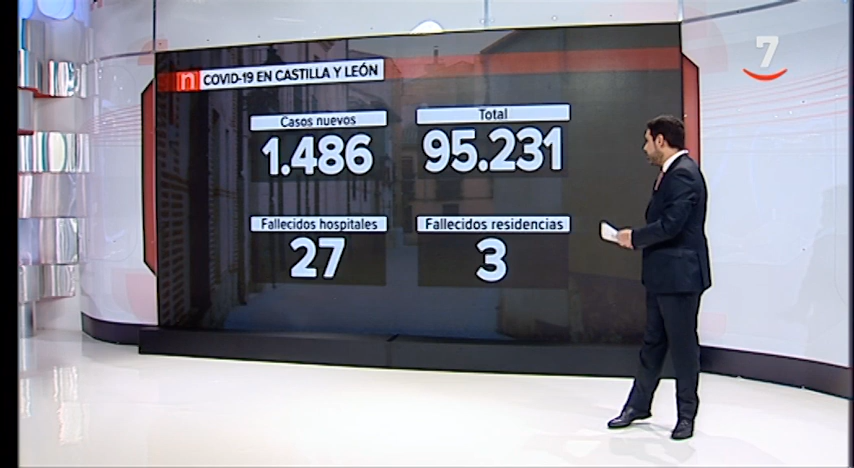 7
n COVID-19 EN CASTILLA Y LEÓN
Casos nuevos
1.486
Total
95.231
Fallecidos hospitales
27
Fallecidos residencias
3